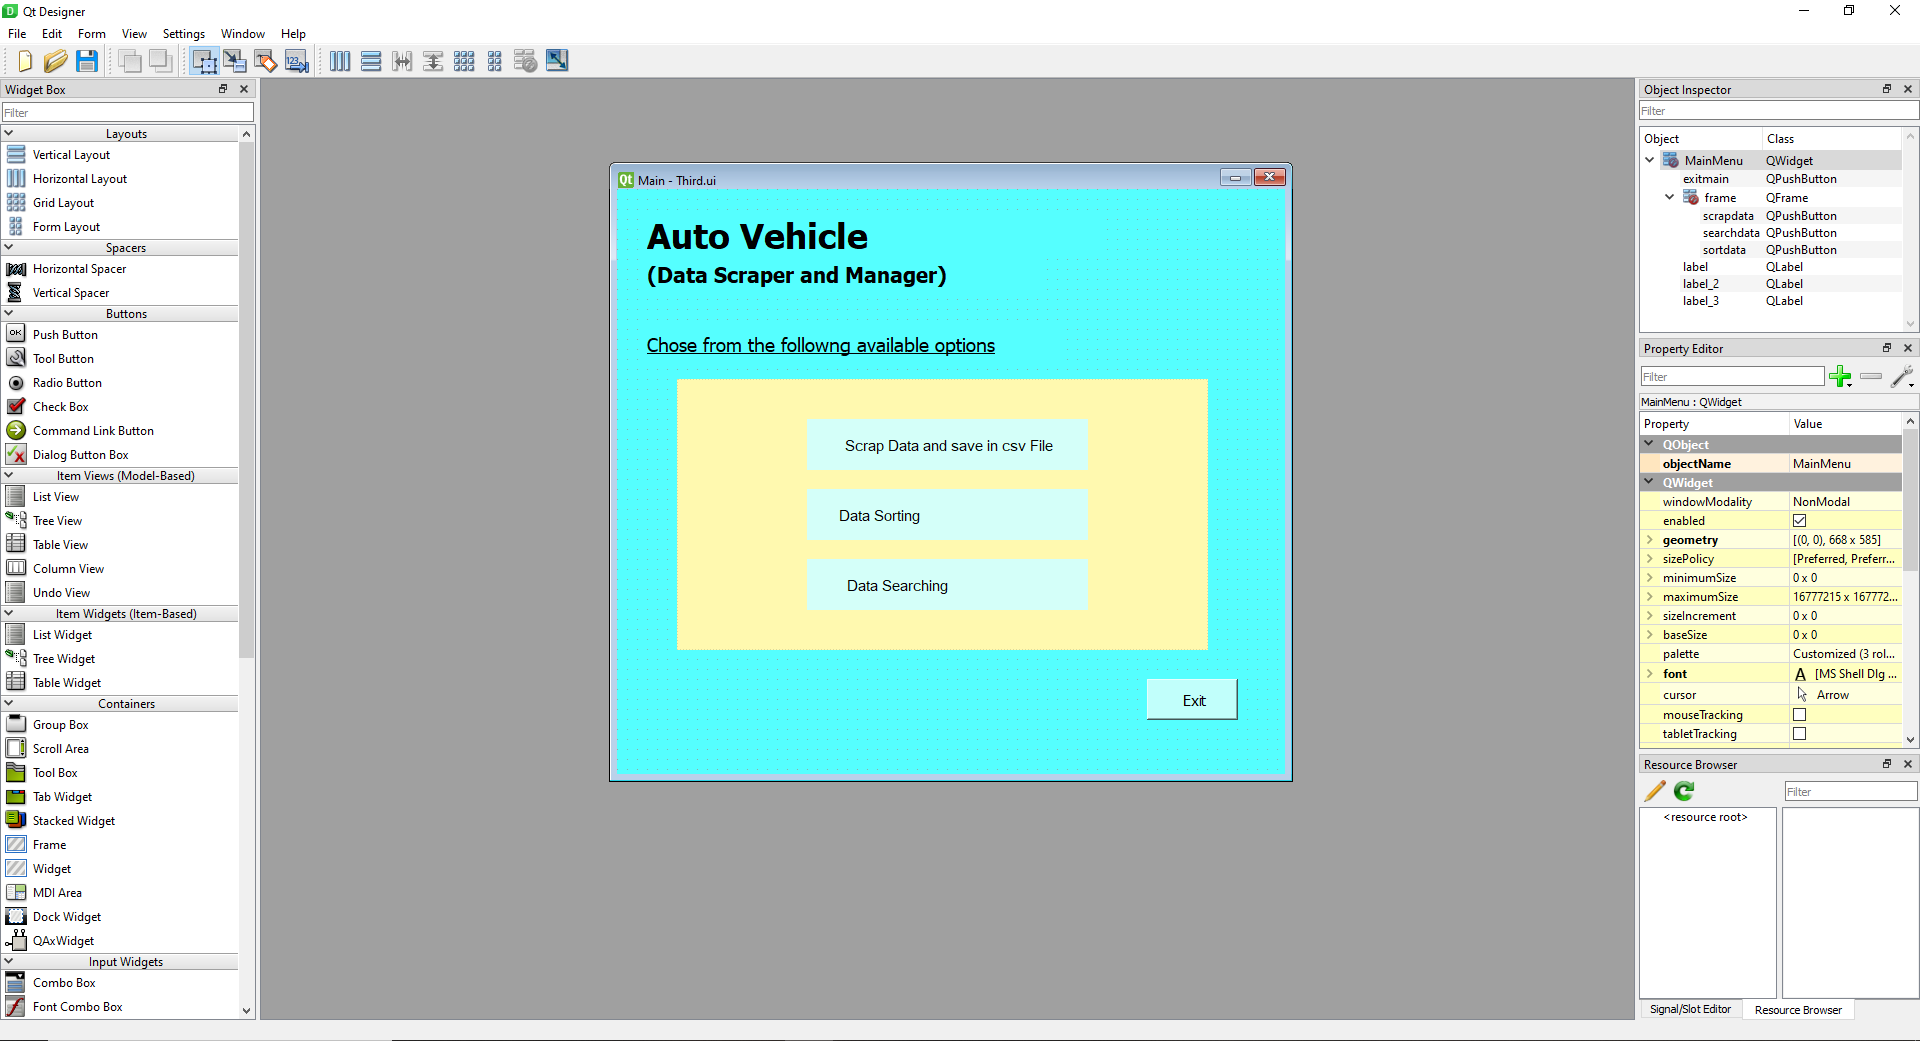 Qt Designer
File Edit Form View Settings Window Help
123
Widget Box
Filter
Layouts
Vertical Layout
Horizontal Layout
Grid Layout
Form Layout
Spacers
Horizontal Spacer
Vertical Spacer
Buttons
OK Push Button
Tool Button
Radio Button
Check Box
Command Link Button
Dialog Button Box
Item Views (Model-Based)
List View
Tree View
Table View
Column View
Undo View
Item Widgets (Item-Based)
List Widget
Tree Widget
Table Widget
Containers
Group Box
Scroll Area
Tool Box
Tab Widget
Stacked Widget
Frame
Widget
MDI Area
Dock Widget
QAxWidget
Input Widgets
Combo Box
Font Combo Box
Qt Main - Third.ui
Auto Vehicle
(Data Scraper and Manager)
Chose from the followng available options
Scrap Data and save in csv File
Data Sorting
Data Searching
Exit
Object Inspector
Filter
Object Class
MainMenu QWidget
exitmain QPushButton
frame QFrame
scrapdata QPushButton
searchdata QPushButton
sortdata QPushButton
label QLabel
label_2 QLabel
label_3 QLabel
Property Editor
Filter
MainMenu : QWidget
Property Value
QObject
objectName MainMenu
QWidget
windowModality NonModal
enabled
geometry [(0, 0), 668 x 585]
sizePolicy [Preferred, Preferr...
minimumSize 0 x 0
maximumSize 16777215 x 167772...
sizeIncrement 0 x 0
baseSize 0 x 0
palette Customized (3 rol...
font A [MS Shell Dlg ...
cursor Arrow
mouseTracking
tabletTracking
Resource Browser
Filter
<resource root>
Signal/Slot Editor Resource Browser